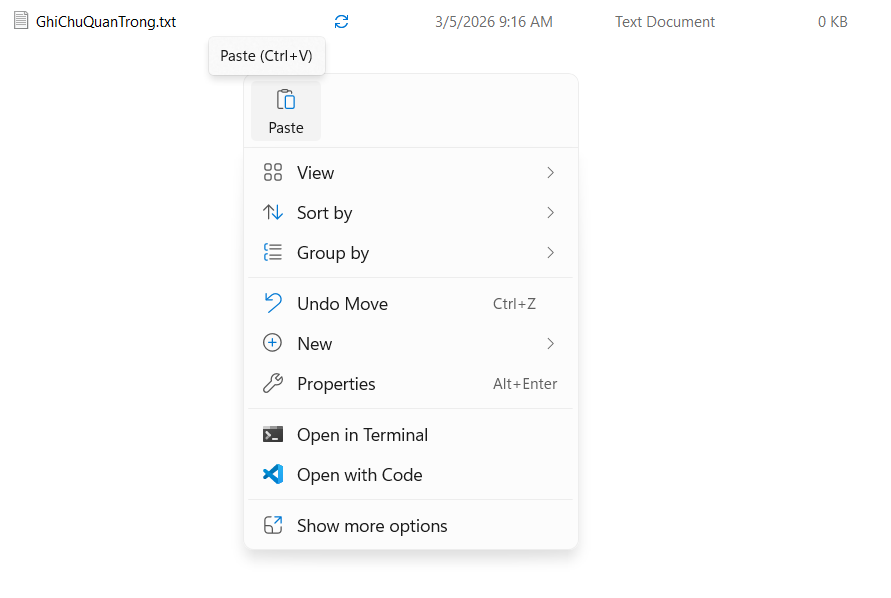 GhiChuQuanTrong.txt 3/5/2026 9:16 AM Text Document 0 KB
Paste (Ctrl+V)
Paste
View
Sort by
Group by
Undo Move Ctrl+Z
New
Properties Alt+Enter
Open in Terminal
Open with Code
Show more options